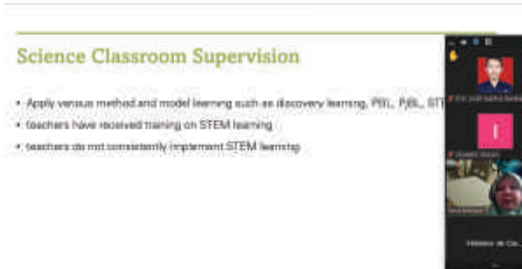 Science Classroom Supervision
• Apply various method and model learning such as discovery learning, PBL, PjBL, STE
• teachers have received training on STEM learning
• teachers do not consistently implement STEM learning
I